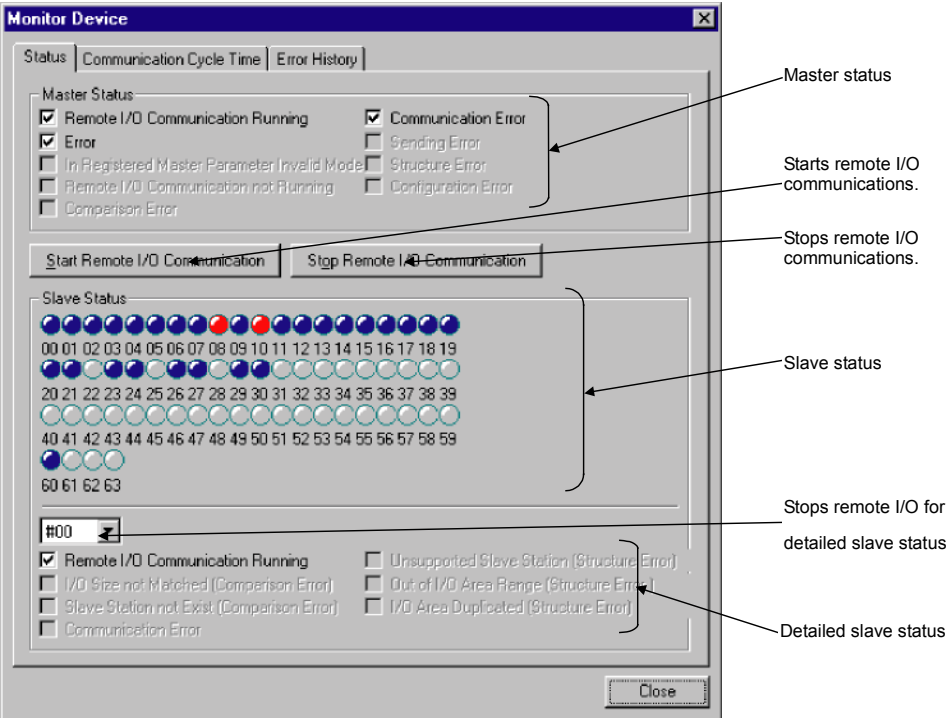 Monitor Device
Status Communication Cycle Time Error History
Master Status
Remote I/O Communication Running
Communication Error
Error
Sending Error
In Registered Master Parameter Invalid Mode
Structure Error
Remote I/O Communication not Running
Configuration Error
Comparison Error
Master status
Start Remote I/O Communication
Stop Remote I/O Communication
Starts remote I/O
communications.
Stops remote I/O
communications.
Slave Status
00 01 02 03 04 05 06 07 08 09 10 11 12 13 14 15 16 17 18 19
20 21 22 23 24 25 26 27 28 29 30 31 32 33 34 35 36 37 38 39
40 41 42 43 44 45 46 47 48 49 50 51 52 53 54 55 56 57 58 59
60 61 62 63
Slave status
#00
Stops remote I/O for
detailed slave status
Remote I/O Communication Running
Unsupported Slave Station (Structure Error)
I/O Size not Matched (Comparison Error)
Out of I/O Area Range (Structure Error )
Slave Station not Exist (Comparison Error)
I/O Area Duplicated (Structure Error)
Communication Error
Detailed slave status
Close